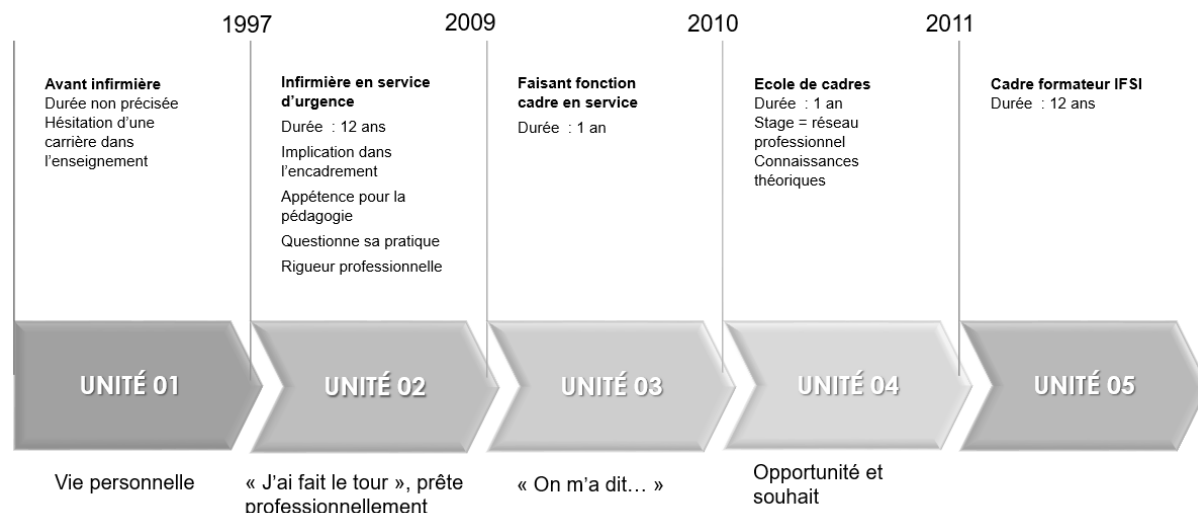 1997
2009
2010
2011
Avant infirmière
Durée non précisée
Hésitation d’une
carrière dans
l’enseignement
Infirmière en service
d’urgence
Durée : 12 ans
Implication dans
l’encadrement
Appétence pour la
pédagogie
Questionne sa pratique
Rigueur professionnelle
Faisant fonction
cadre en service
Durée : 1 an
Ecole de cadres
Durée : 1 an
Stage = réseau
professionnel
Connaissances
théoriques
Cadre formateur IFSI
Durée : 12 ans
UNITÉ 01
UNITÉ 02
UNITÉ 03
UNITÉ 04
UNITÉ 05
Vie personnelle
« J’ai fait le tour », prête
professionnellement
« On m’a dit… »
Opportunité et
souhait